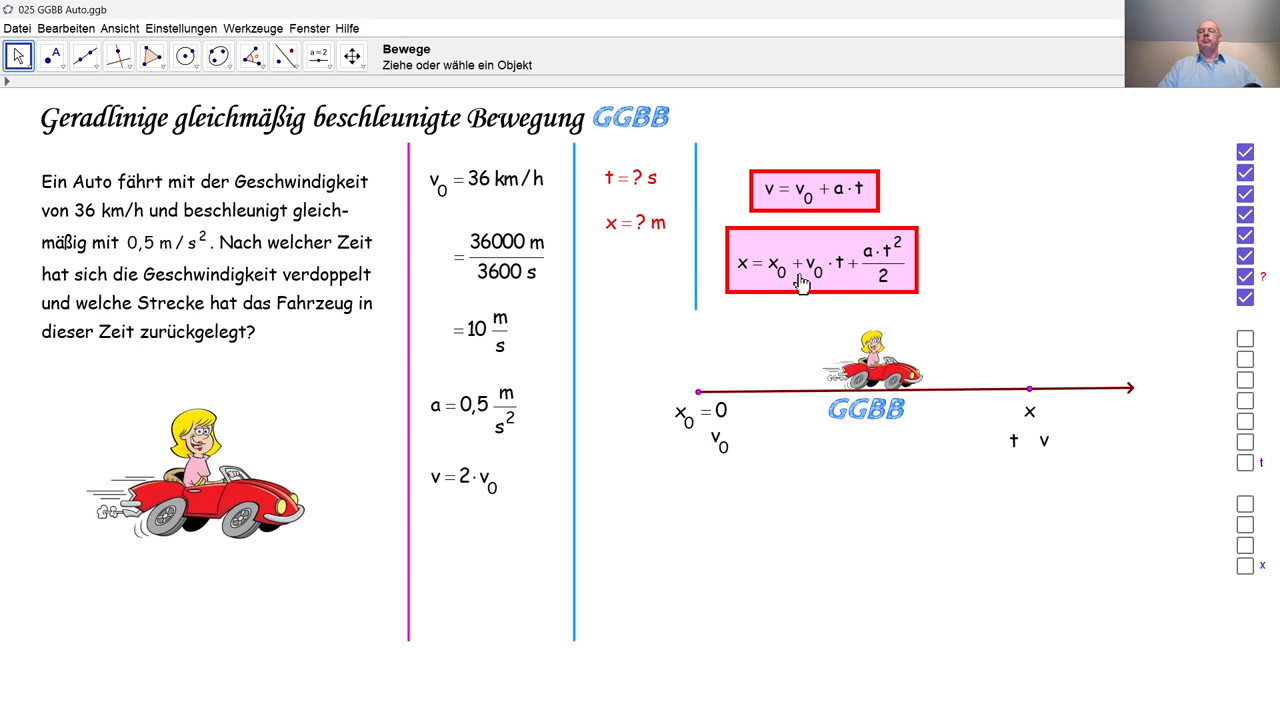 025 GGBB Auto.ggb
Datei Bearbeiten Ansicht Einstellungen Werkzeuge Fenster Hilfe
A
a=2
Bewege
Ziehe oder wähle ein Objekt
Geradlinige gleichmäßig beschleunigte Bewegung GGBB
Ein Auto fährt mit der Geschwindigkeit
von 36 km/h und beschleunigt gleich-
mäßig mit 0,5 m / s². Nach welcher Zeit
hat sich die Geschwindigkeit verdoppelt
und welche Strecke hat das Fahrzeug in
dieser Zeit zurückgelegt?
v₀ = 36 km / h
= 36000 m / 3600 s
= 10 m/s
a = 0,5 m/s²
v = 2 · v₀
t = ? s
x = ? m
v = v₀ + a · t
x = x₀ + v₀ · t + a · t²/2
GGBB
x₀ = 0
x
v₀
t v
?
t
x